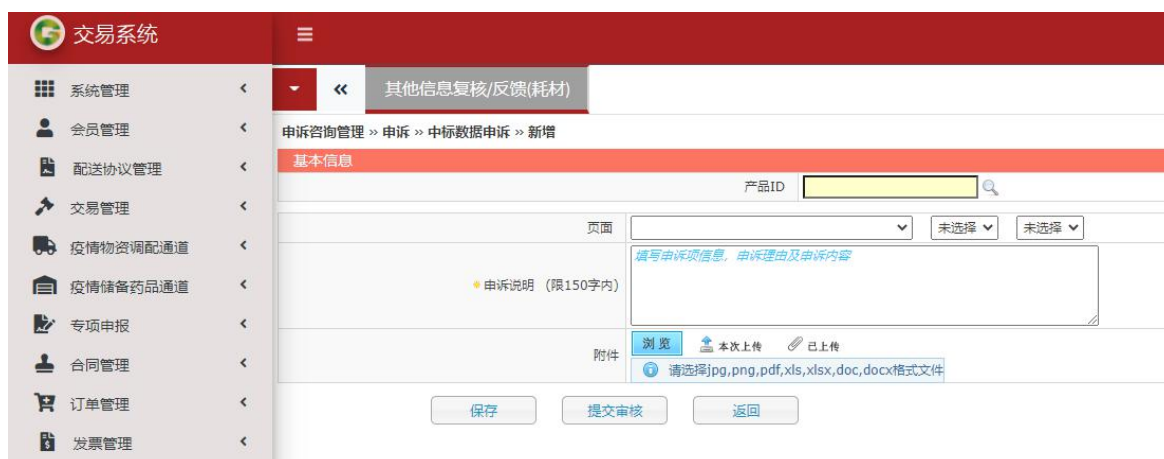 交易系统
系统管理
会员管理
配送协议管理
交易管理
疫情物资调配通道
疫情储备药品通道
专项申报
合同管理
订单管理
发票管理
其他信息复核/反馈(耗材)
申诉咨询管理 » 申诉 » 中标数据申诉 » 新增
基本信息
产品ID
页面 未选择 未选择
*申诉说明 (限150字内) 填写申诉项信息，申诉理由及申诉内容
附件 浏览 本次上传 已上传
请选择jpg,png,pdf,xls,xlsx,doc,docx格式文件
保存 提交审核 返回